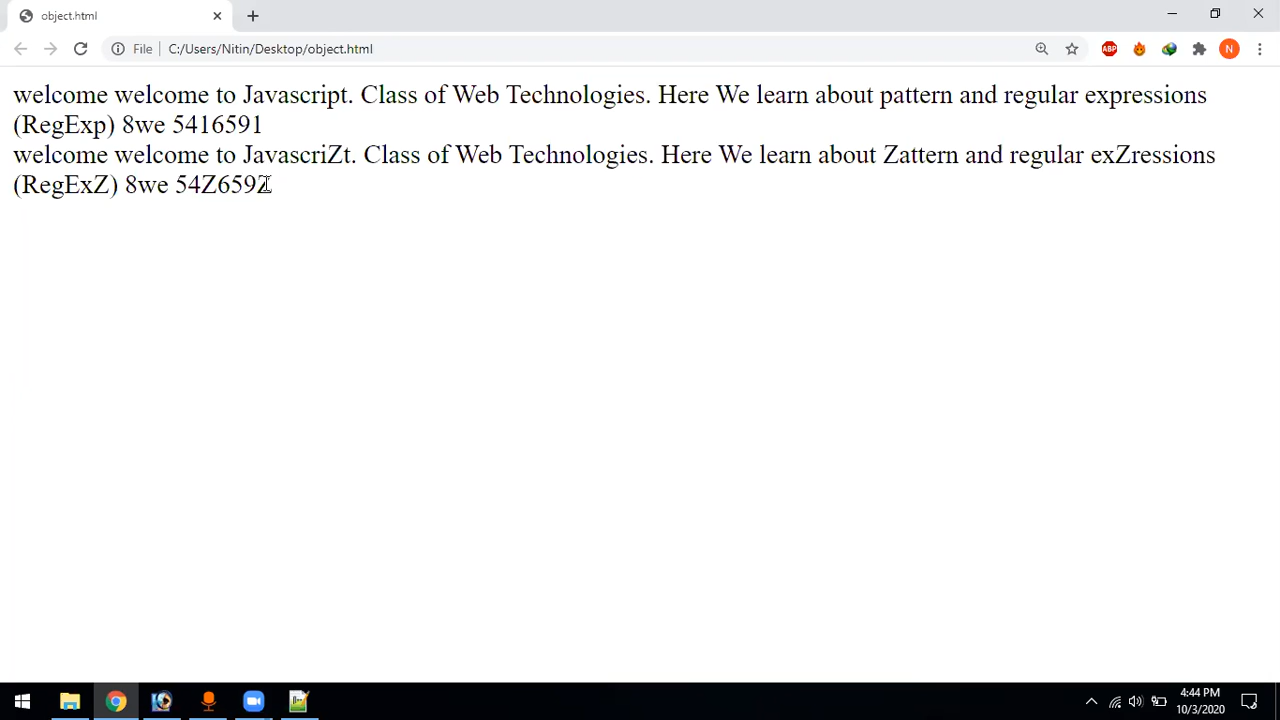 object.html
File
C:/Users/Nitin/Desktop/object.html
ABP
N
welcome welcome to Javascript. Class of Web Technologies. Here We learn about pattern and regular expressions
(RegExp) 8we 5416591
welcome welcome to JavascriZt. Class of Web Technologies. Here We learn about Zattern and regular exZressions
(RegExZ) 8we 54Z659Z
4:44 PM
10/3/2020